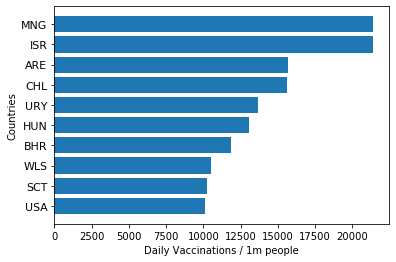 MNG
ISR
ARE
CHL
URY
HUN
BHR
WLS
SCT
USA
Countries
0 2500 5000 7500 10000 12500 15000 17500 20000
Daily Vaccinations / 1m people